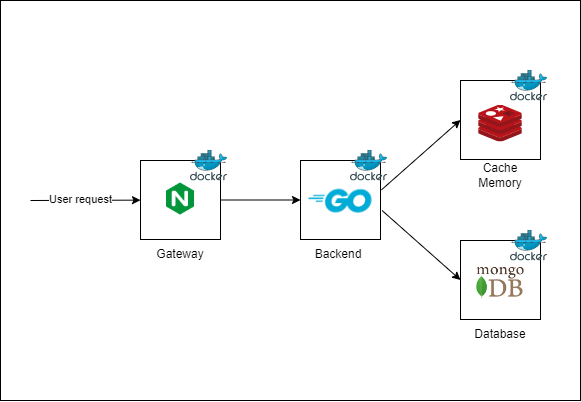 docker
Cache
Memory
docker
docker
User request
N
GO
Gateway
Backend
docker
mongo
DB
Database